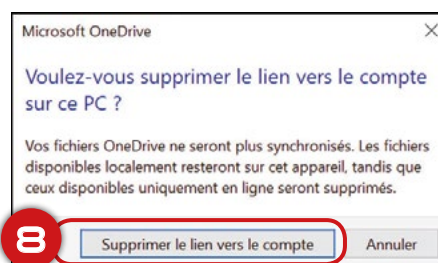 Microsoft OneDrive
Voulez-vous supprimer le lien vers le compte
sur ce PC ?
Vos fichiers OneDrive ne seront plus synchronisés. Les fichiers
disponibles localement resteront sur cet appareil, tandis que
ceux disponibles uniquement en ligne seront supprimés.
8 Supprimer le lien vers le compte Annuler